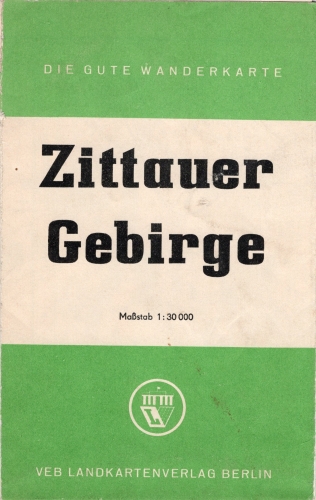 DIE GUTE WANDERKARTE
Zittauer
Gebirge
Maßstab 1:30 000
VEB LANDKARTENVERLAG BERLIN